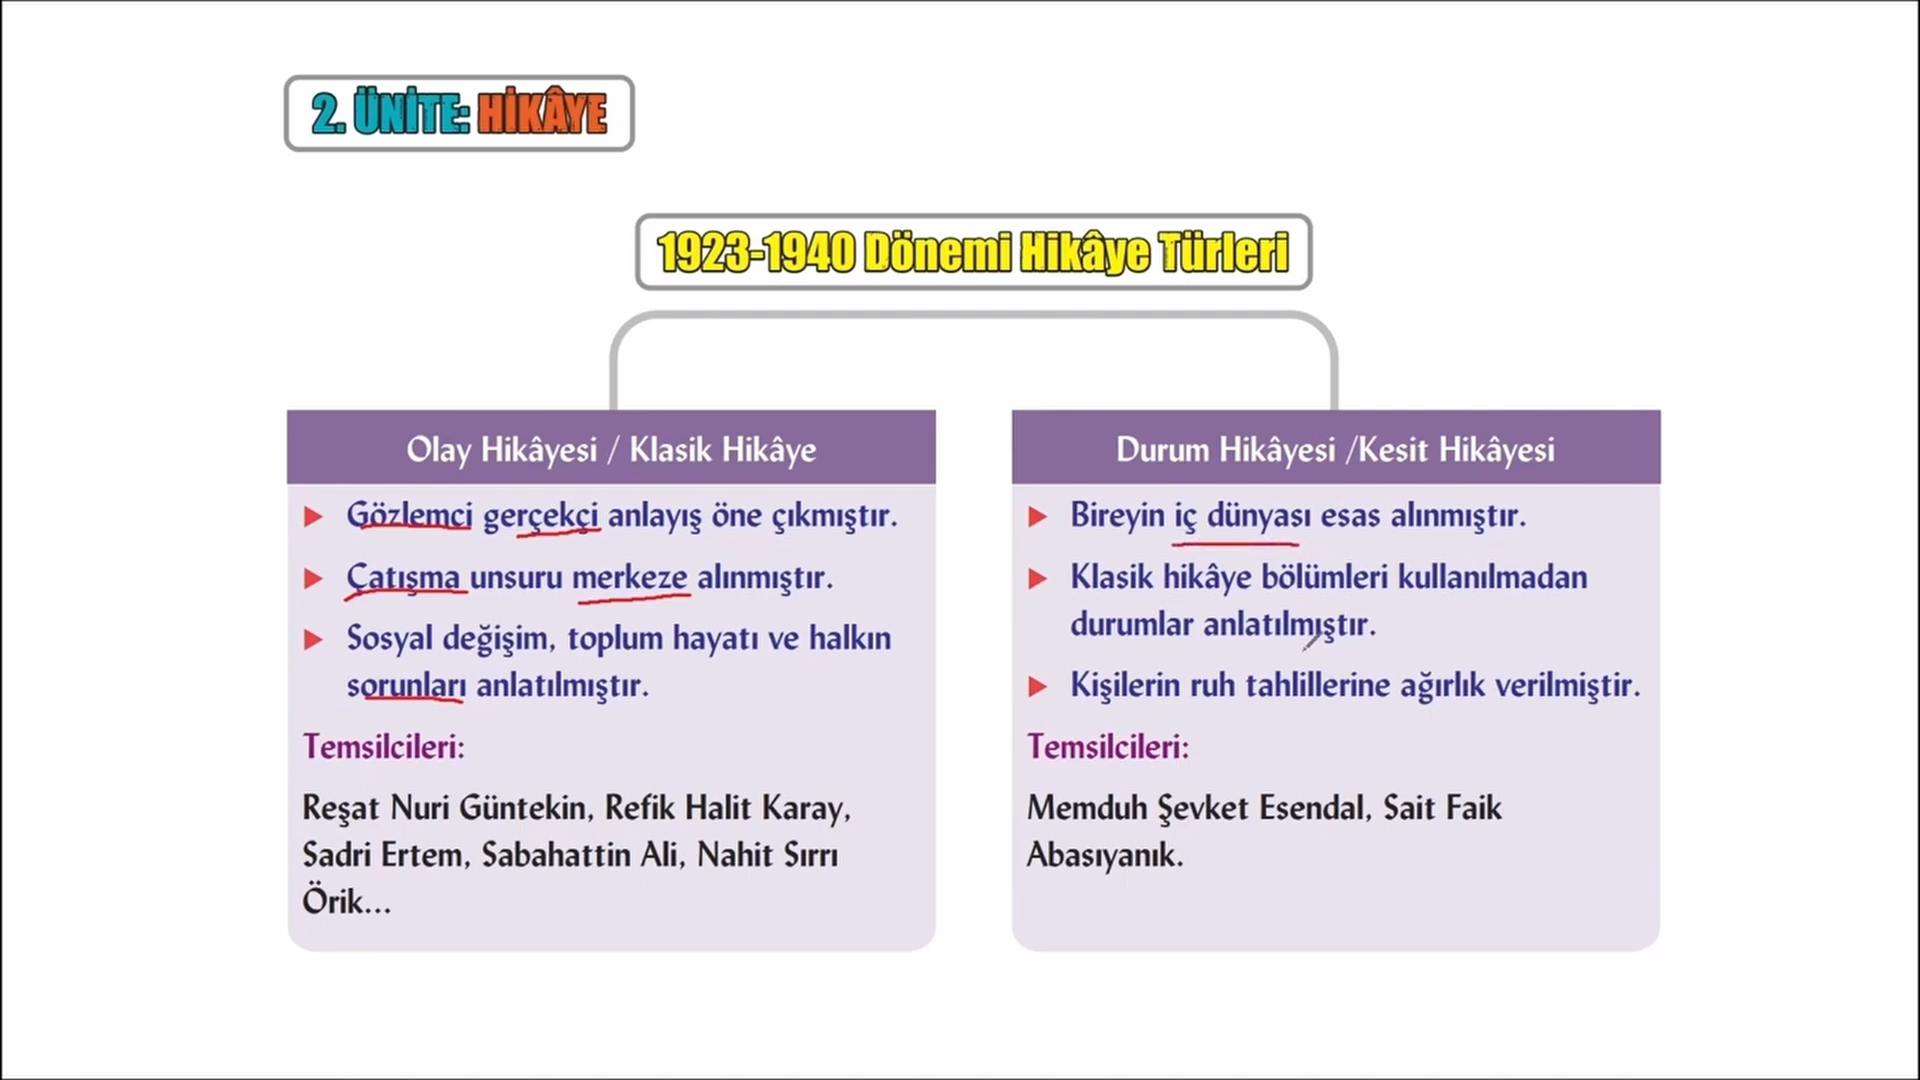 2. ÜNİTE: HİKÂYE
1923-1940 Dönemi Hikâye Türleri
Olay Hikâyesi / Klasik Hikâye
Gözlemci gerçekçi anlayış öne çıkmıştır.
Çatışma unsuru merkeze alınmıştır.
Sosyal değişim, toplum hayatı ve halkın
sorunları anlatılmıştır.
Temsilcileri:
Reşat Nuri Güntekin, Refik Halit Karay,
Sadri Ertem, Sabahattin Ali, Nahit Sırrı
Örik...
Durum Hikâyesi /Kesit Hikâyesi
Bireyin iç dünyası esas alınmıştır.
Klasik hikâye bölümleri kullanılmadan
durumlar anlatılmıştır.
Kişilerin ruh tahlillerine ağırlık verilmiştir.
Temsilcileri:
Memduh Şevket Esendal, Sait Faik
Abasıyanık.